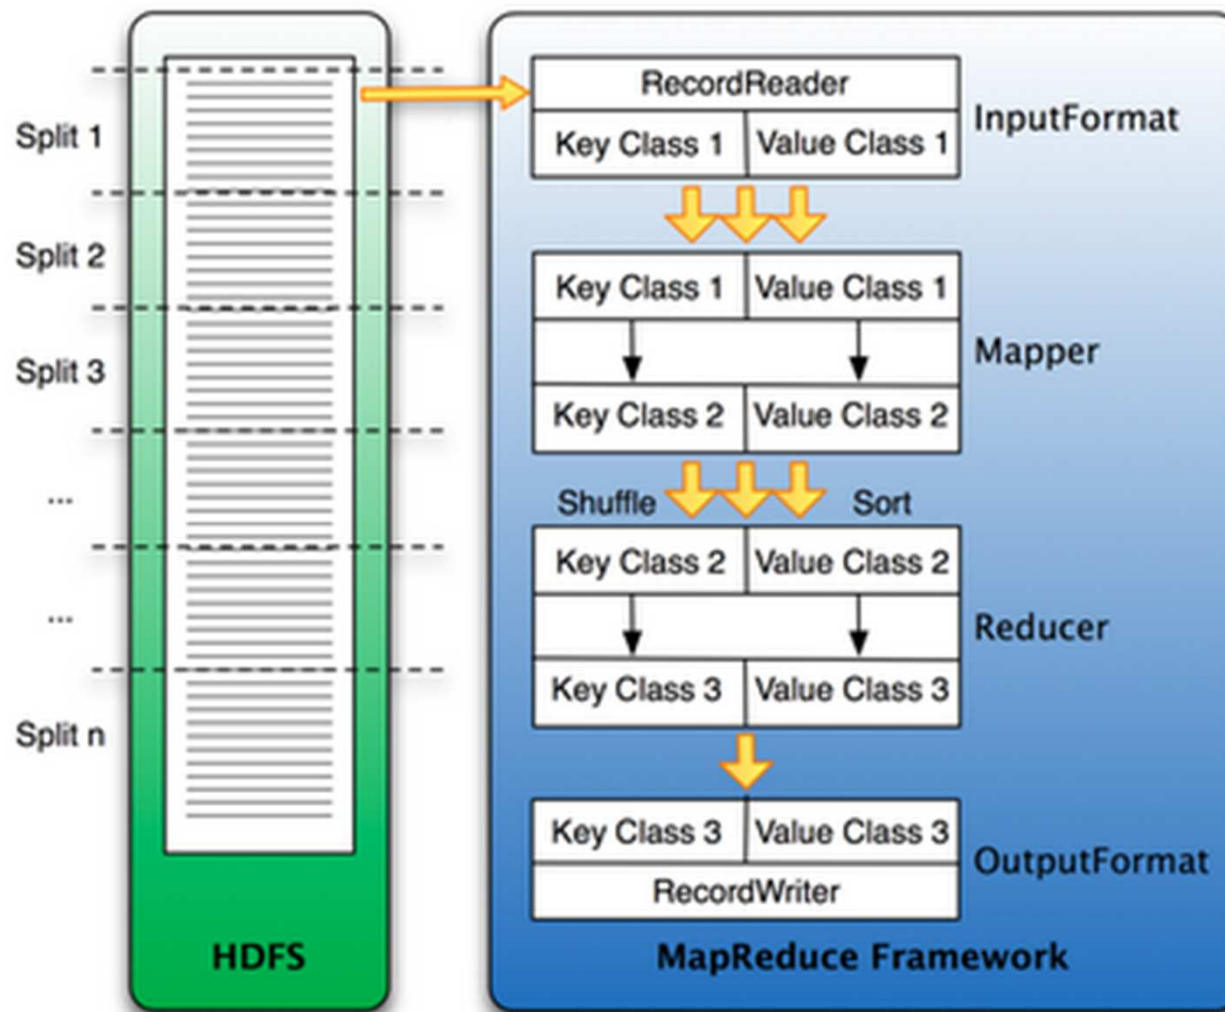 Split 1
Split 2
Split 3
...
...
Split n
HDFS
RecordReader
Key Class 1 Value Class 1
InputFormat
Key Class 1 Value Class 1
Mapper
Key Class 2 Value Class 2
Shuffle Sort
Key Class 2 Value Class 2
Reducer
Key Class 3 Value Class 3
Key Class 3 Value Class 3
OutputFormat
RecordWriter
MapReduce Framework